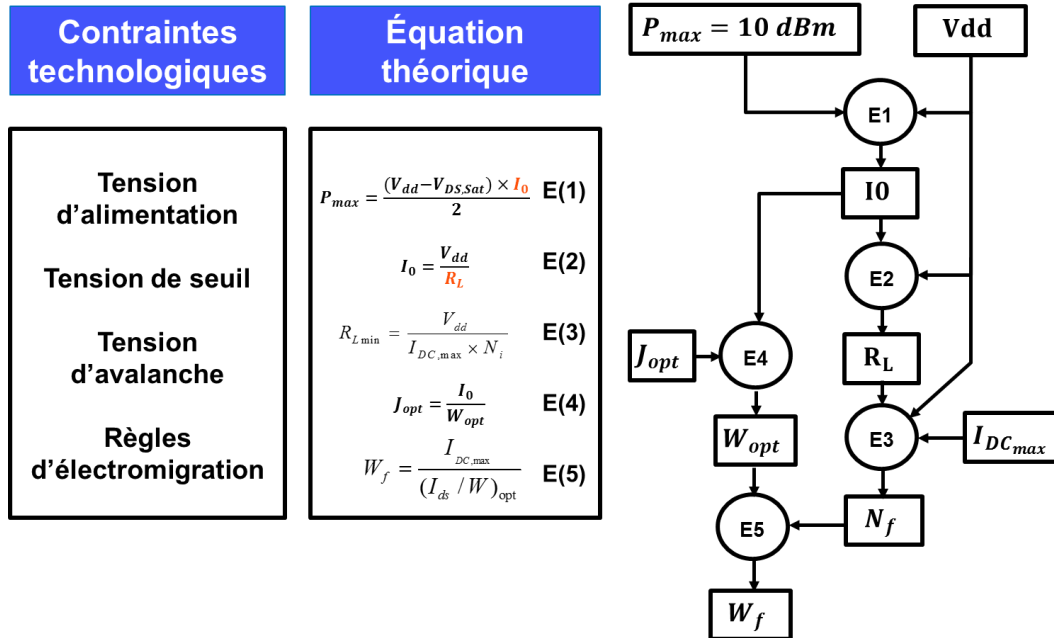 Contraintes
technologiques
Équation
théorique
Tension
d’alimentation
Tension de seuil
Tension
d’avalanche
Règles
d’électromigration
P_max = (V_dd−V_DS,Sat) × I_0 / 2 E(1)
I_0 = V_dd / R_L E(2)
R_L min = V_dd / I_DC,max × N_i E(3)
J_opt = I_0 / W_opt E(4)
W_f = I_DC,max / (I_ds / W)_opt E(5)
P_max = 10 dBm
Vdd
E1
I0
E2
J_opt
E4
R_L
W_opt
E3
I_DC_max
E5
N_f
W_f